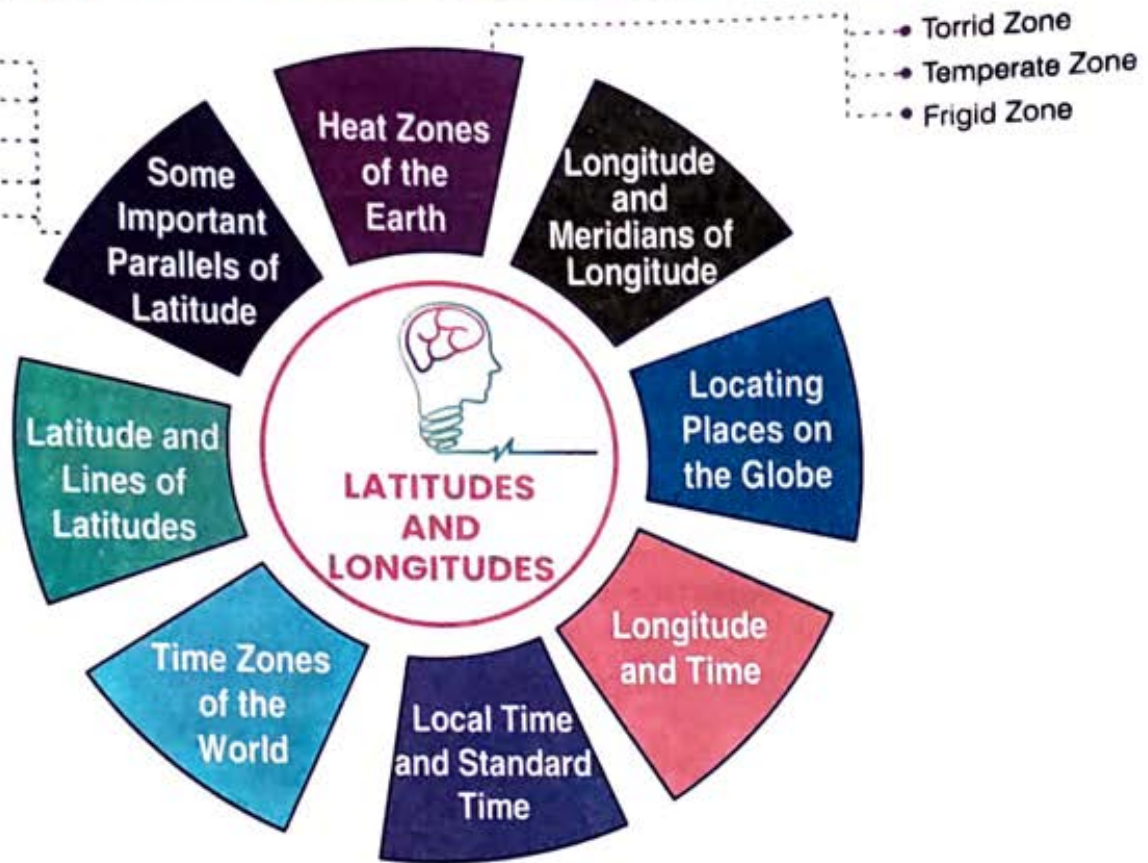 Torrid Zone
Temperate Zone
Frigid Zone
Heat Zones
of the
Earth
Longitude
and
Meridians of
Longitude
Locating
Places on
the Globe
Longitude
and Time
Local Time
and Standard
Time
Time Zones
of the
World
Latitude and
Lines of
Latitudes
Some
Important
Parallels of
Latitude
LATITUDES
AND
LONGITUDES